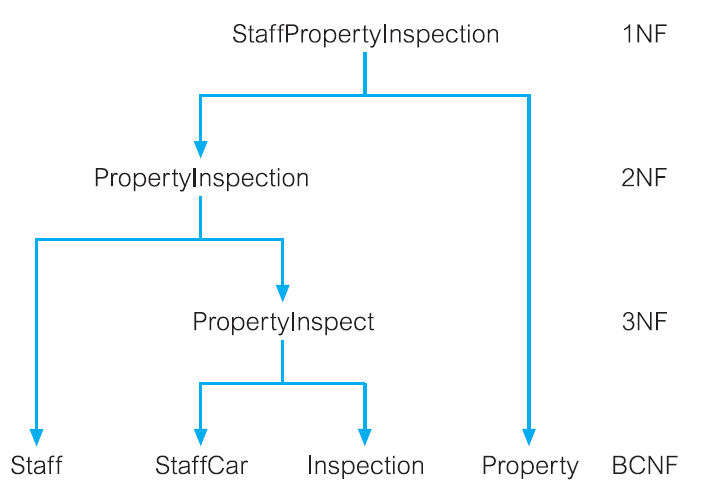 StaffPropertyInspection 1NF
PropertyInspection 2NF
PropertyInspect 3NF
Staff StaffCar Inspection Property BCNF